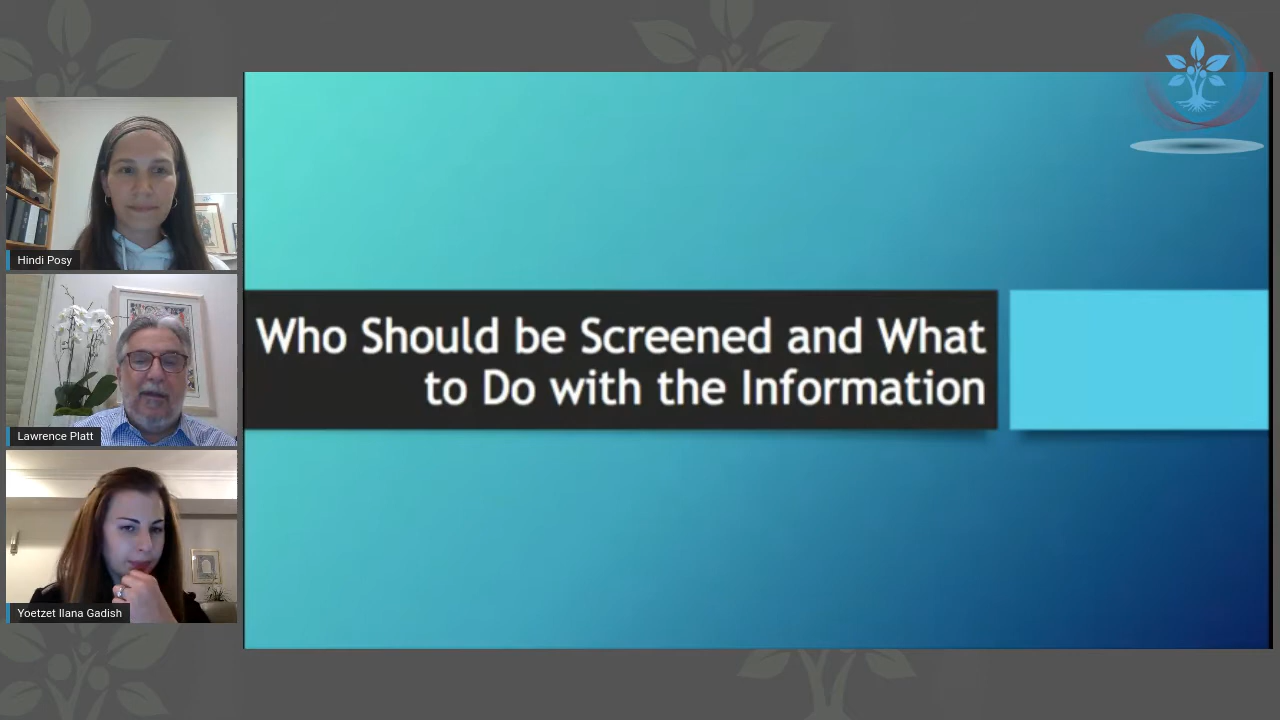 Hindi Posy
Lawrence Platt
Yoetzet Ilana Gadish
Who Should be Screened and What
to Do with the Information